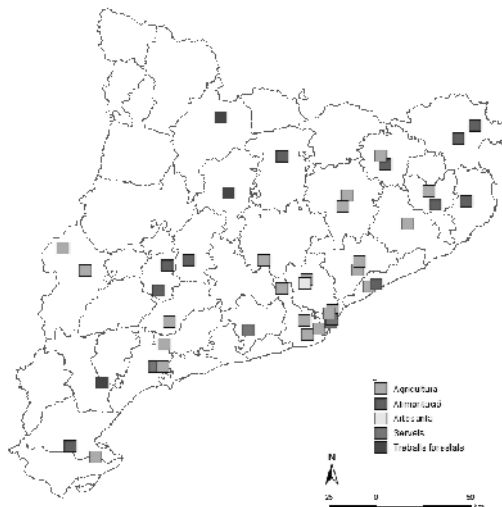 Agricultura
Alimentació
Artesania
Serveis
Treballs forestals
N
25 0 50